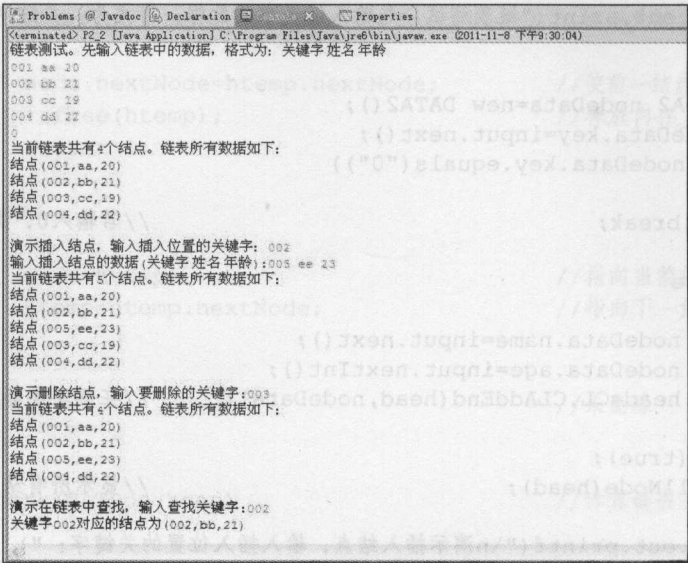 Problems @ Javadoc Declaration Console Properties
<terminated> P2_2 [Java Application] C:\Program Files\Java\jre6\bin\javaw.exe (2011-11-8 下午9:30:04)
链表测试。先输入链表中的数据，格式为：关键字 姓名 年龄
001 aa 20
002 bb 21
003 cc 19
004 dd 22
0
当前链表共有4个结点。链表所有数据如下：
结点(001,aa,20)
结点(002,bb,21)
结点(003,cc,19)
结点(004,dd,22)
演示插入结点，输入插入位置的关键字：002
输入插入结点的数据(关键字 姓名 年龄):005 ee 23
当前链表共有5个结点。链表所有数据如下：
结点(001,aa,20)
结点(002,bb,21)
结点(005,ee,23)
结点(003,cc,19)
结点(004,dd,22)
演示删除结点，输入要删除的关键字:003
当前链表共有4个结点。链表所有数据如下：
结点(001,aa,20)
结点(002,bb,21)
结点(005,ee,23)
结点(004,dd,22)
演示在链表中查找，输入查找关键字:002
关键字002对应的结点为(002,bb,21)